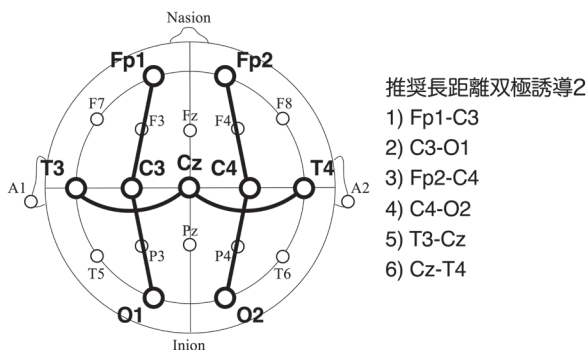 Nasion
Fp1 Fp2
F7 F3 Fz F4 F8
A1 T3 C3 Cz C4 T4 A2
T5 P3 Pz P4 T6
O1 O2
Inion
推奨長距離双極誘導2
1) Fp1-C3
2) C3-O1
3) Fp2-C4
4) C4-O2
5) T3-Cz
6) Cz-T4